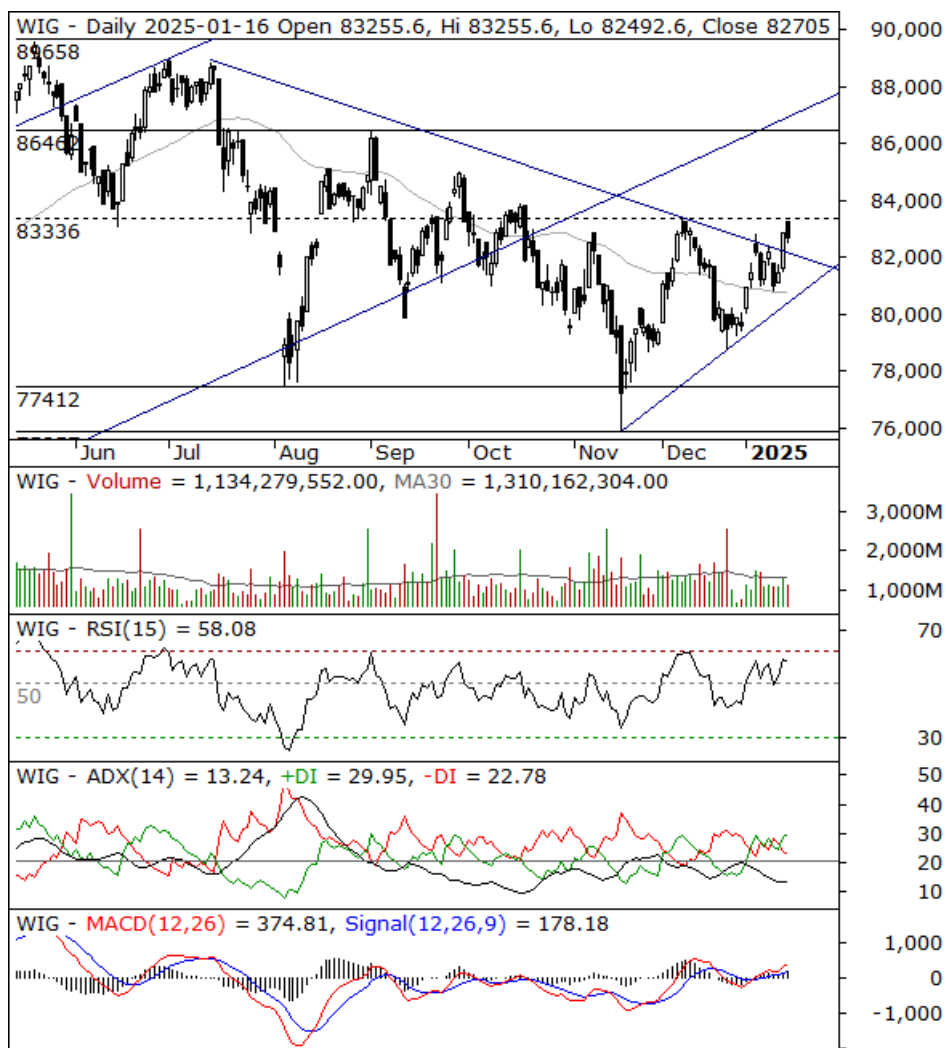 WIG - Daily 2025-01-16 Open 83255.6, Hi 83255.6, Lo 82492.6, Close 82705
90,000
89658
88,000
86462
86,000
84,000
83336
82,000
80,000
78,000
77412
76,000
Jun Jul Aug Sep Oct Nov Dec 2025
WIG - Volume = 1,134,279,552.00, MA30 = 1,310,162,304.00
3,000M
2,000M
1,000M
WIG - RSI(15) = 58.08
70
50
30
WIG - ADX(14) = 13.24, +DI = 29.95, -DI = 22.78
50
40
30
20
10
WIG - MACD(12,26) = 374.81, Signal(12,26,9) = 178.18
1,000
0
-1,000